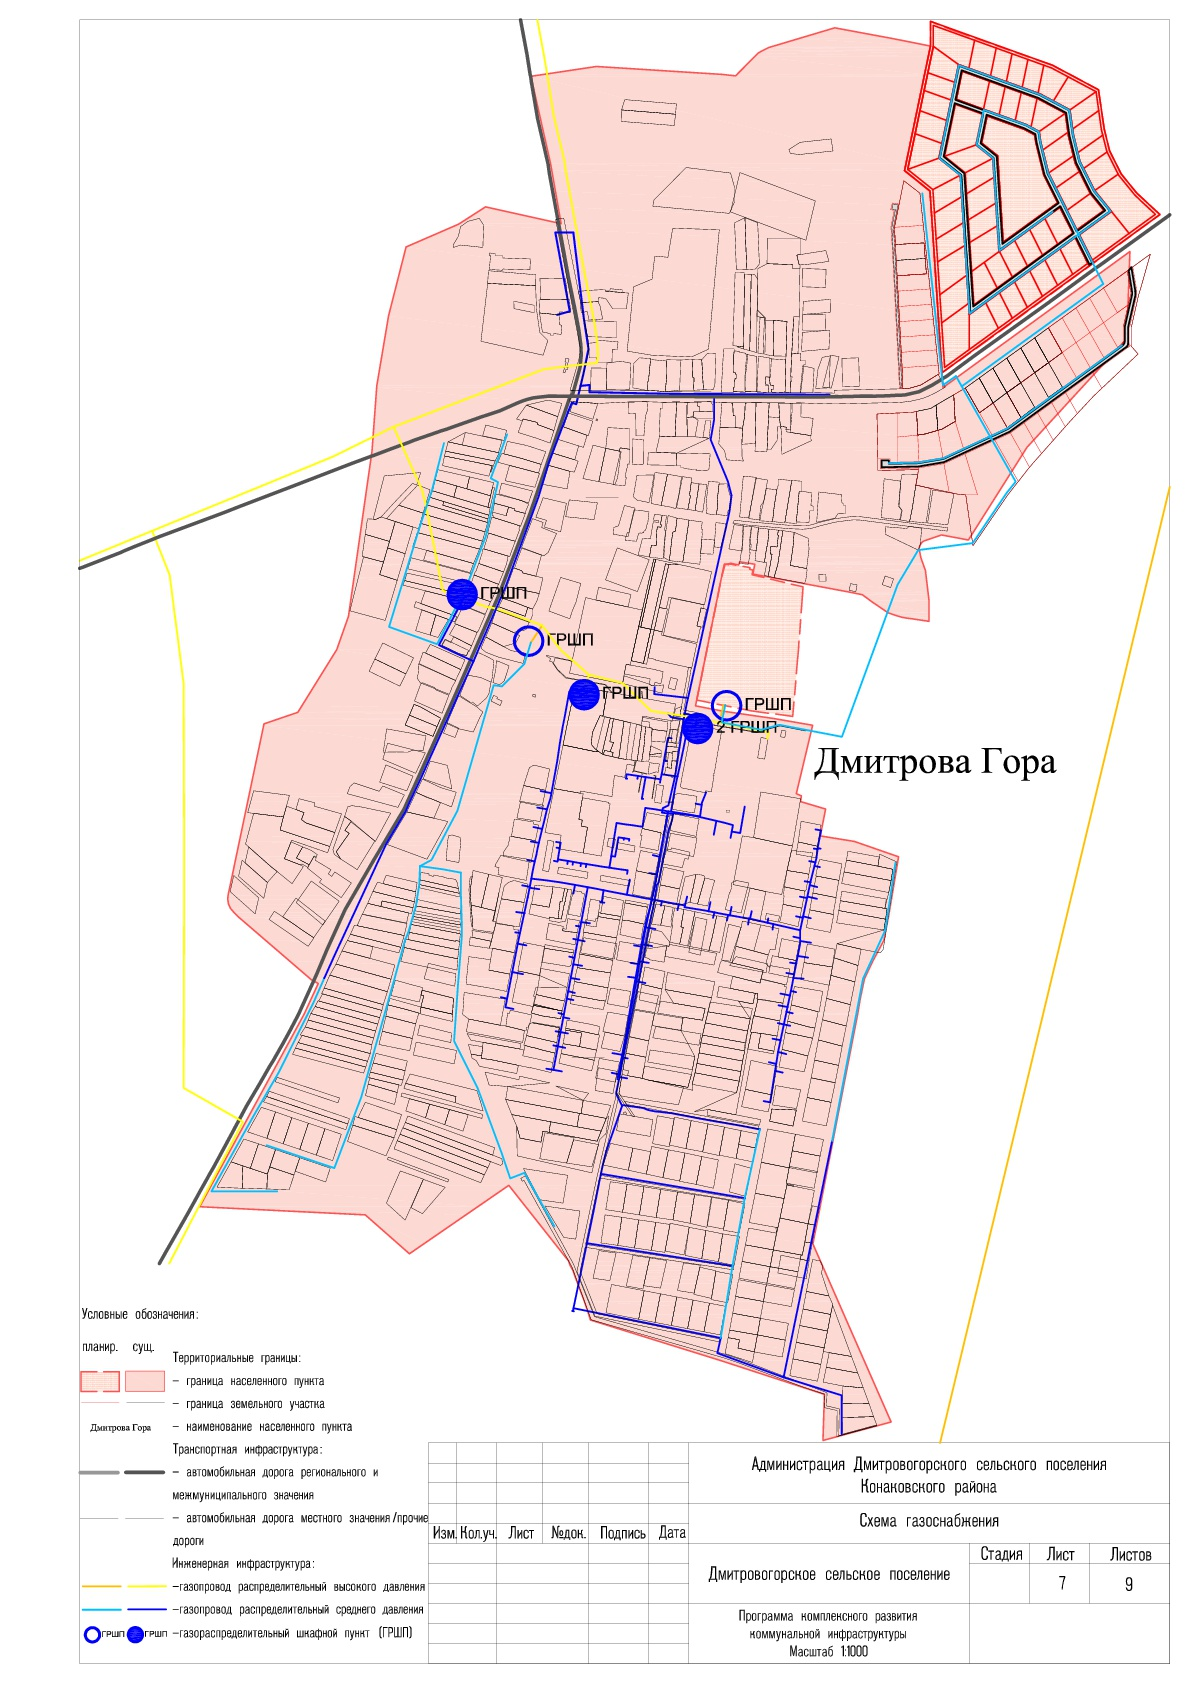 ГРШП
ГРШП
ГРШП
ГРШП
2 ГРШП
Дмитрова Гора
Условные обозначения:
планир. сущ.
Территориальные границы:
– граница населенного пункта
– граница земельного участка
Дмитрова Гора – наименование населенного пункта
Транспортная инфраструктура:
– автомобильная дорога регионального и
межмуниципального значения
– автомобильная дорога местного значения/прочие
дороги
Инженерная инфраструктура:
–газопровод распределительный высокого давления
–газопровод распределительный среднего давления
ГРШП ГРШП –газораспределительный шкафной пункт (ГРШП)
Изм. Кол.уч. Лист №док. Подпись Дата
Администрация Дмитровогорского сельского поселения
Конаковского района
Схема газоснабжения
Дмитровогорское сельское поселение
Стадия Лист Листов
7 9
Программа комплексного развития
коммунальной инфраструктуры
Масштаб 1:1000